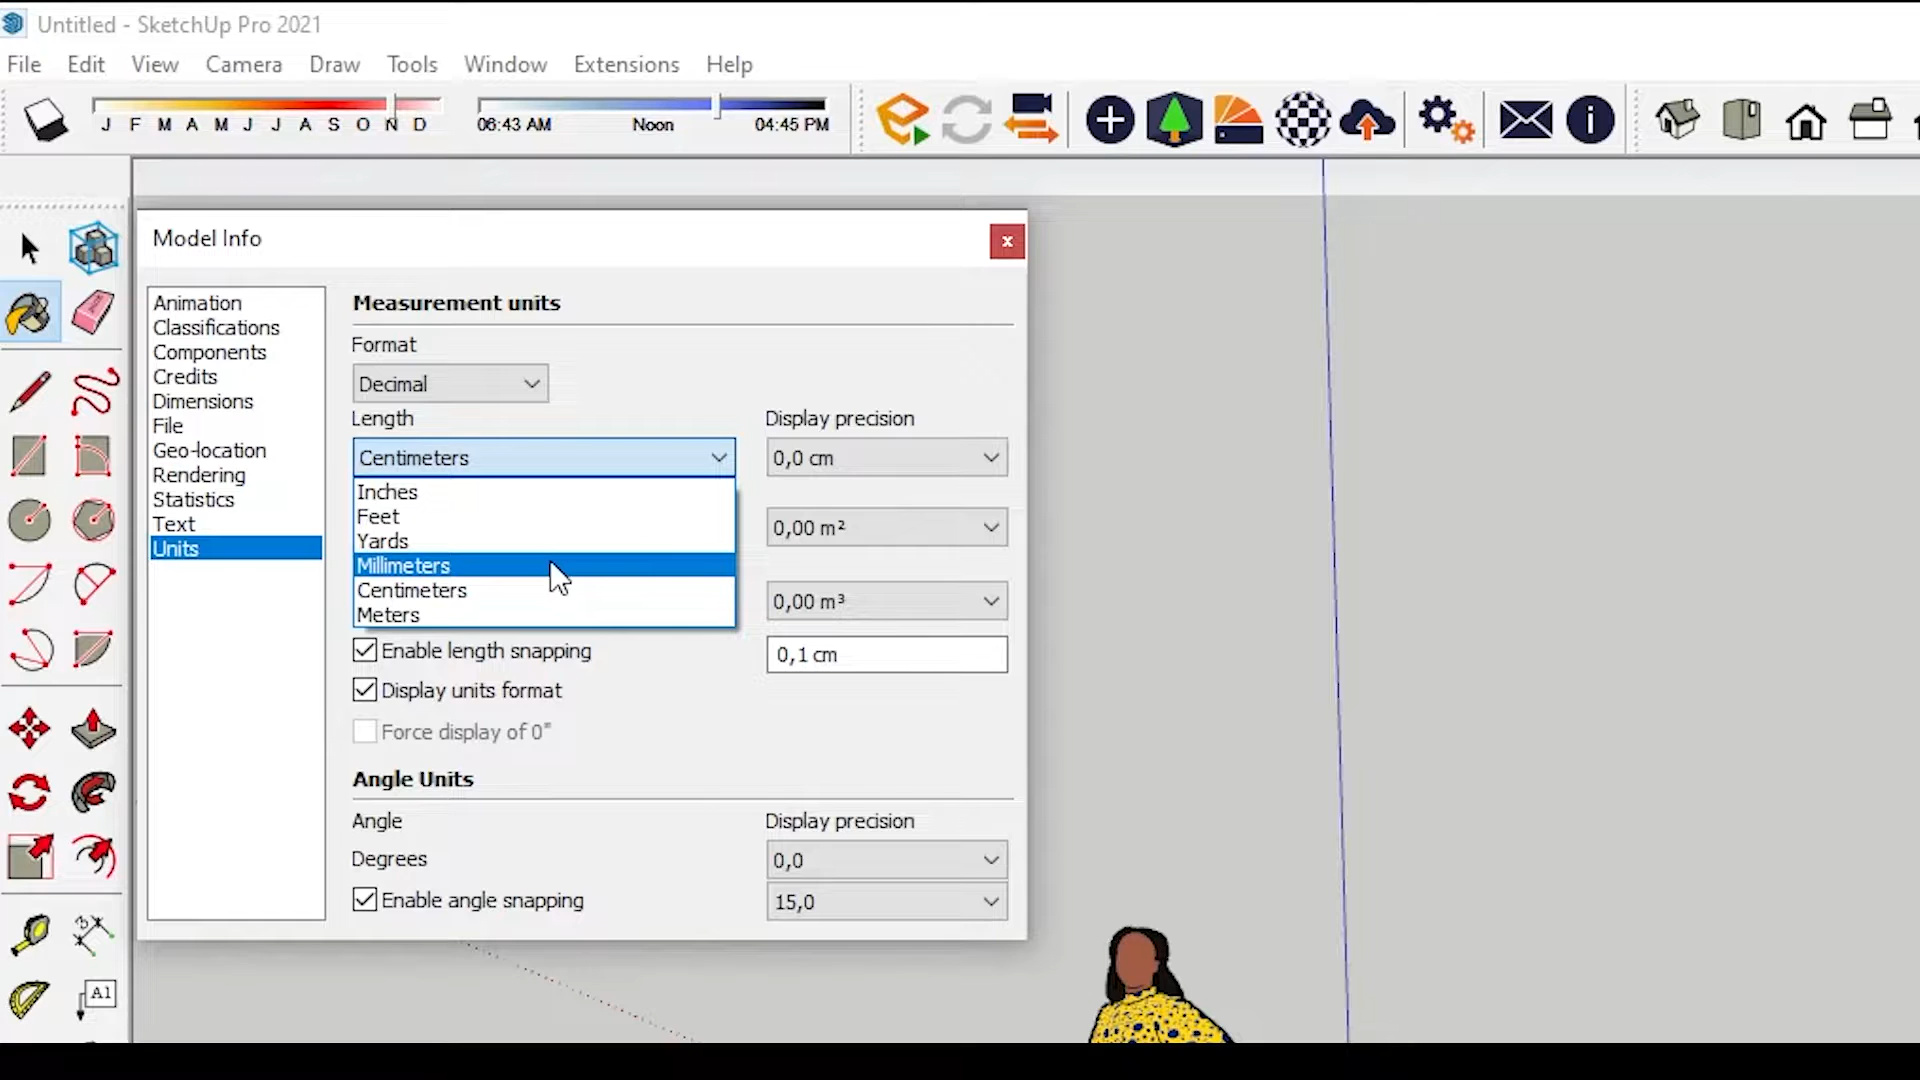 Untitled - SketchUp Pro 2021
File Edit View Camera Draw Tools Window Extensions Help
J F M A M J J A S O N D
06:43 AM Noon 04:45 PM
Model Info
x
Animation
Classifications
Components
Credits
Dimensions
File
Geo-location
Rendering
Statistics
Text
Units
Measurement units
Format
Decimal
Length Display precision
Centimeters 0,0 cm
Inches
Feet
Yards
Millimeters
Centimeters
Meters
0,00 m²
0,00 m³
Enable length snapping 0,1 cm
Display units format
Force display of 0"
Angle Units
Angle Display precision
Degrees 0,0
Enable angle snapping 15,0
A1